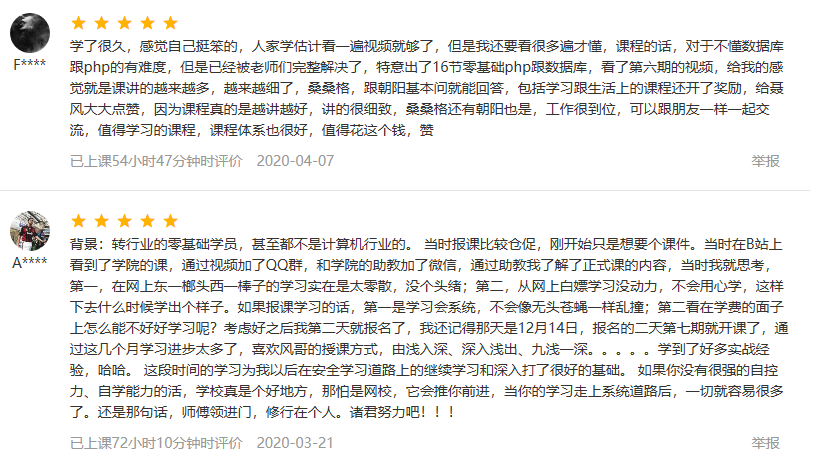 学了很久，感觉自己挺笨的，人家学估计看一遍视频就够了，但是我还要看很多遍才懂，课程的话，对于不懂数据库
F****
跟php的有难度，但是已经被老师们完整解决了，特意出了16节零基础php跟数据库，看了第六期的视频，给我的感
觉就是课讲的越来越多，越来越细了，桑桑格，跟朝阳基本问就能回答，包括学习跟生活上的课程还开了奖励，给聂
风大大点赞，因为课程真的是越讲越好，讲的很细致，桑桑格还有朝阳也是，工作很到位，可以跟朋友一样一起交
流，值得学习的课程，课程体系也很好，值得花这个钱，赞
已上课54小时47分钟时评价 2020-04-07 举报
背景：转行业的零基础学员，甚至都不是计算机行业的。 当时报课比较仓促，刚开始只是想要个课件。当时在B站上
A****
看到了学院的课，通过视频加了QQ群，和学院的助教加了微信，通过助教我了解了正式课的内容，当时我就思考，
第一，在网上东一榔头西一棒子的学习实在是太零散，没个头绪；第二，从网上白嫖学习没动力，不会用心学，这样
下去什么时候学出个样子。如果报课学习的话，第一是学习会系统，不会像无头苍蝇一样乱撞；第二看在学费的面子
上怎么能不好好学习呢？考虑好之后我第二天就报名了，我还记得那天是12月14日，报名的二天第七期就开课了，通
过这几个月学习进步太多了，喜欢风哥的授课方式，由浅入深、深入浅出、九浅一深。。。。。学到了好多实战经
验，哈哈。 这段时间的学习为我以后在安全学习道路上的继续学习和深入打了很好的基础。 如果你没有很强的自控
力、自学能力的活，学校真是个好地方，那怕是网校，它会推你前进，当你的学习走上系统道路后，一切就容易很多
了。还是那句话，师傅领进门，修行在个人。诸君努力吧！！！
已上课72小时10分钟时评价 2020-03-21 举报